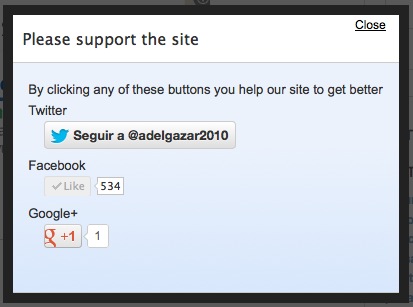 Close
Please support the site
By clicking any of these buttons you help our site to get better
Twitter
Seguir a @adelgazar2010
Facebook
Like 534
Google+
g +1 1